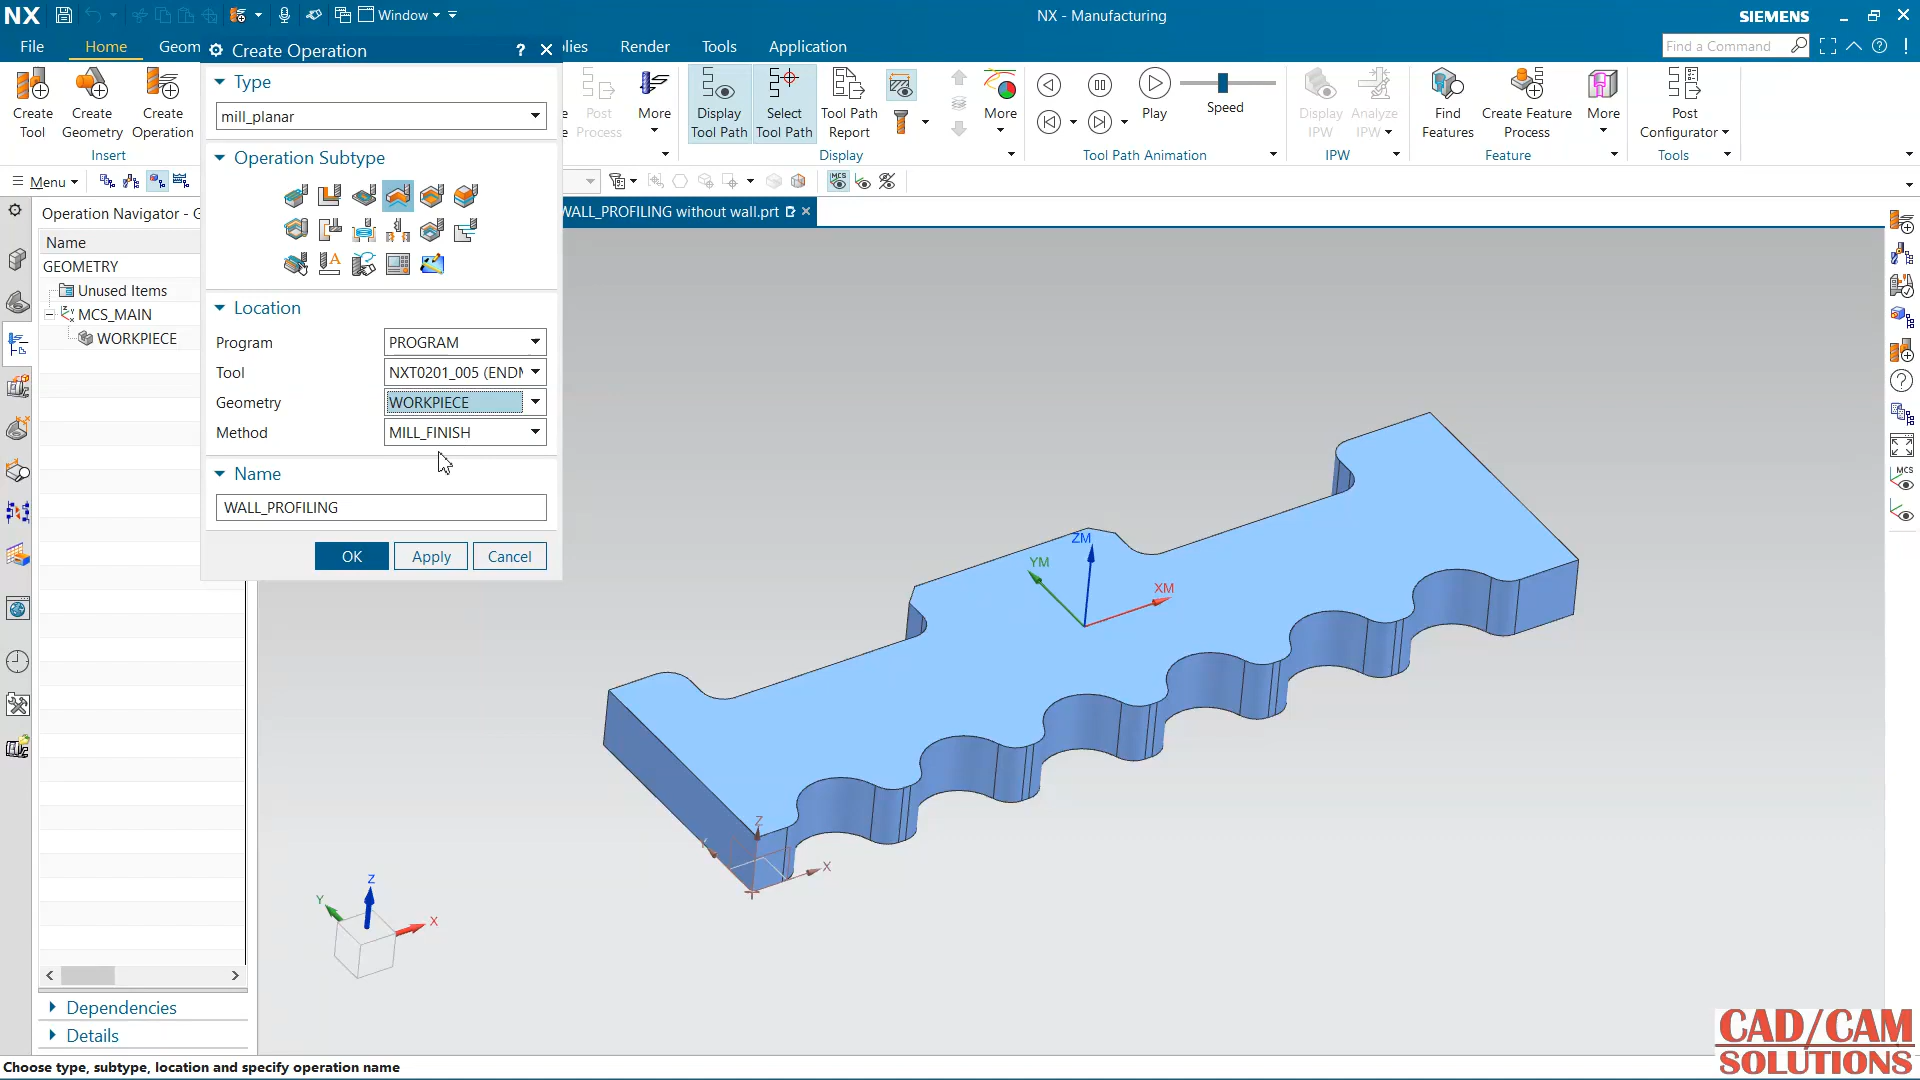 NX
Window
NX - Manufacturing
SIEMENS
File
Home
Geom
Create Operation
?
plies
Render
Tools
Application
Find a Command
Create Tool
Create Geometry
Create Operation
Insert
Type
mill_planar
Operation Subtype
Post Process
More
Display Tool Path
Select Tool Path
Tool Path Report
More
Display
Play
Speed
Tool Path Animation
Display IPW
Analyze IPW
IPW
Find Features
Create Feature Process
More
Feature
Post Configurator
Tools
Menu
MCS
Operation Navigator - G
WALL_PROFILING without wall.prt
Name
GEOMETRY
Unused Items
MCS_MAIN
WORKPIECE
Location
Program
PROGRAM
Tool
NXT0201_005 (ENDM
Geometry
WORKPIECE
Method
MILL_FINISH
Name
WALL_PROFILING
OK
Apply
Cancel
MCS
ZM
YM
XM
Z
Y
X
Z
Y
X
Dependencies
Details
Choose type, subtype, location and specify operation name
CAD/CAM
SOLUTIONS